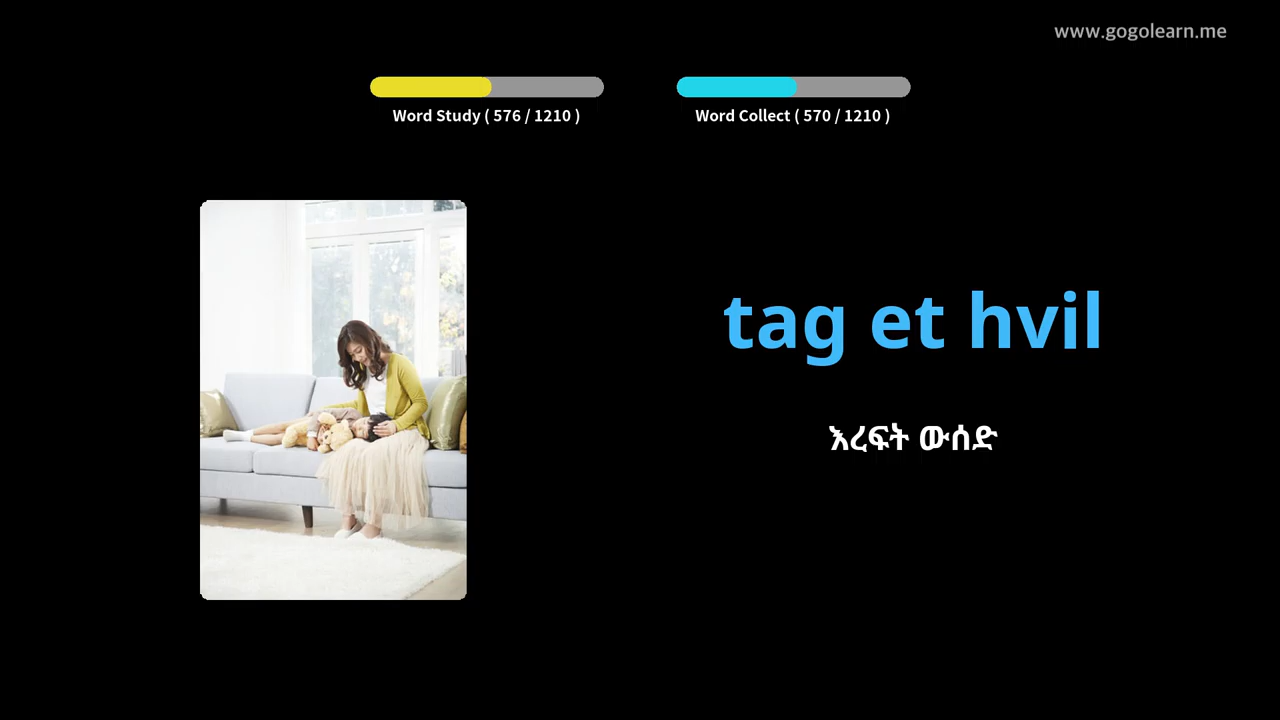 www.gogolearn.me
Word Study ( 576 / 1210 )
Word Collect ( 570 / 1210 )
tag et hvil
እረፍት ውሰድ